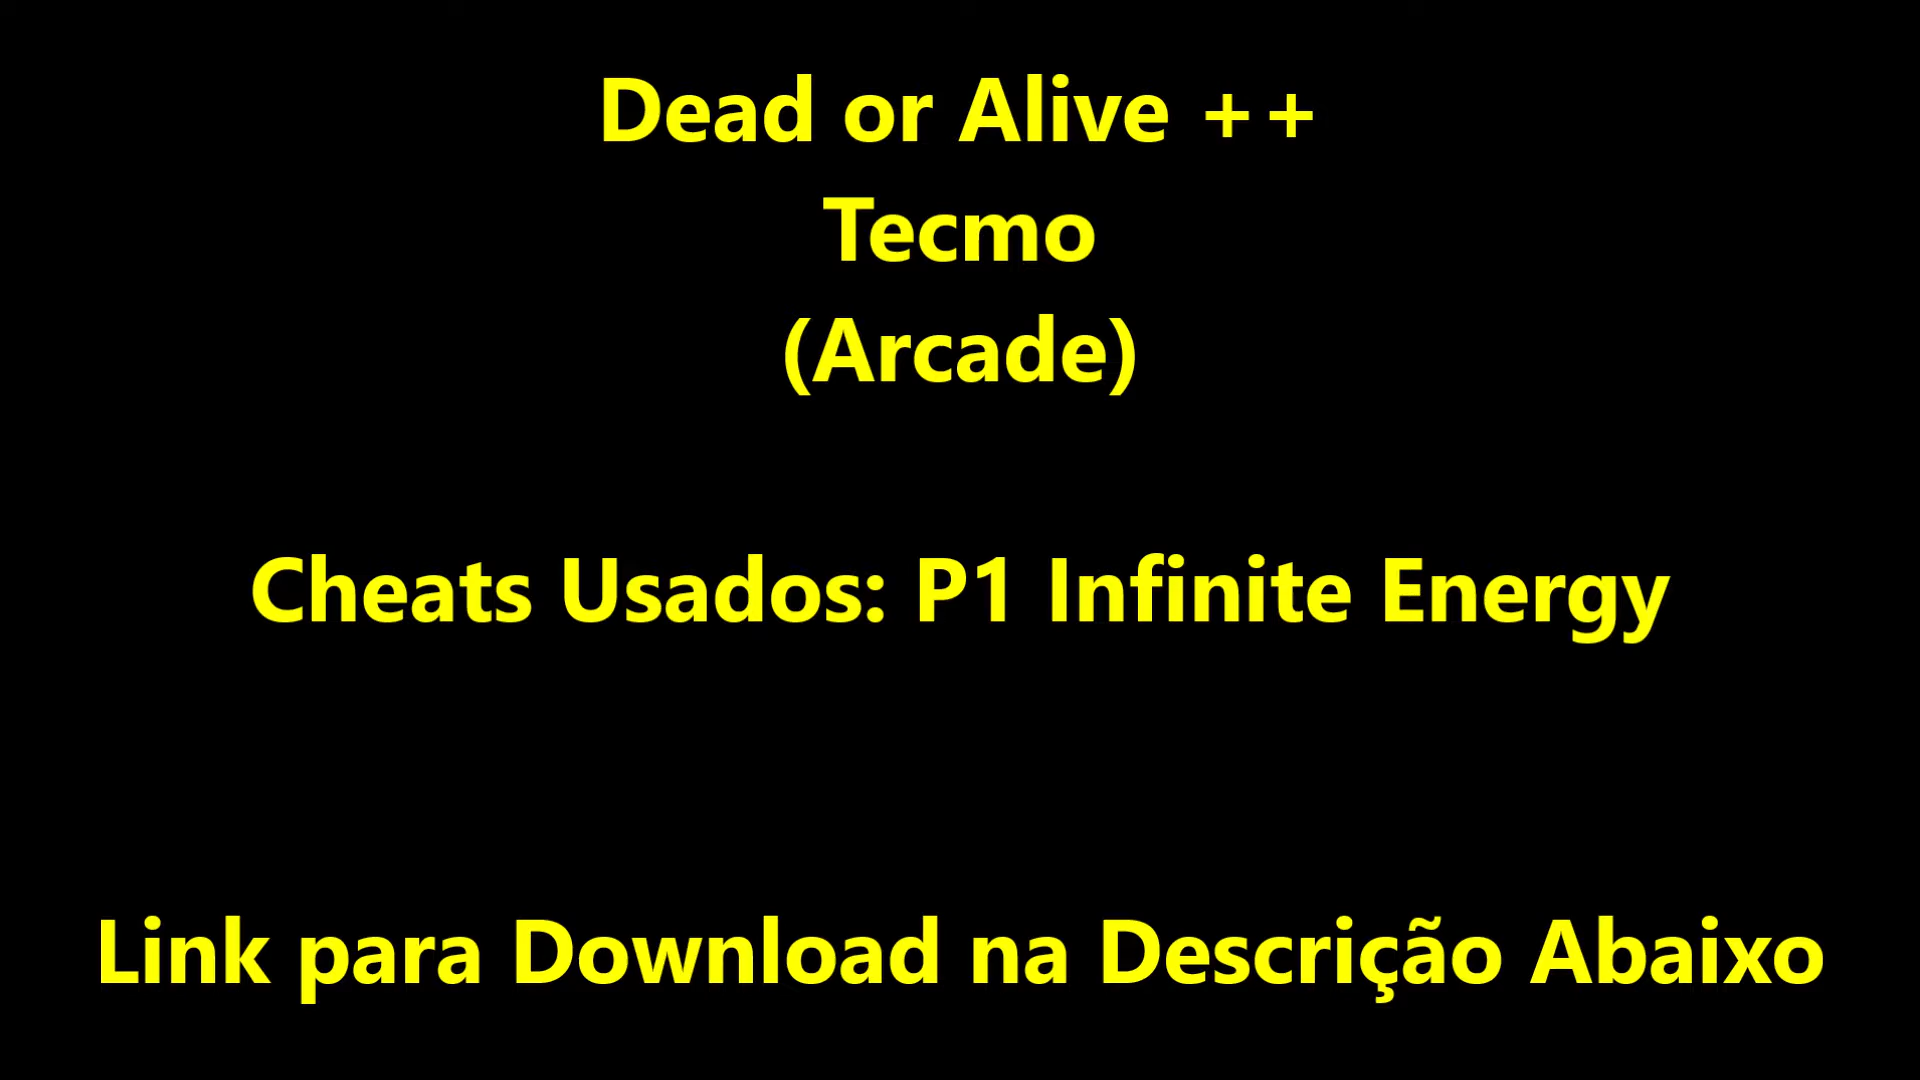 Dead or Alive ++
Tecmo
(Arcade)
Cheats Usados: P1 Infinite Energy
Link para Download na Descrição Abaixo